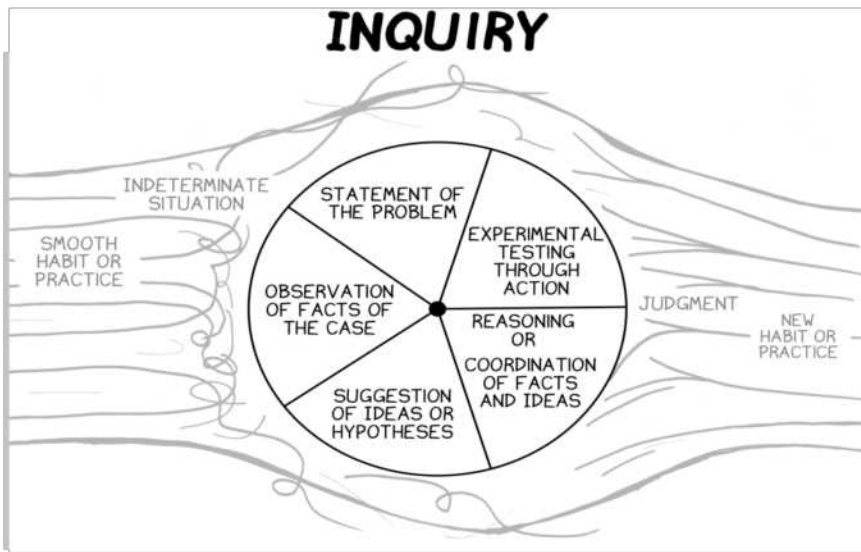 INQUIRY
INDETERMINATE
SITUATION
SMOOTH
HABIT OR
PRACTICE
STATEMENT OF
THE PROBLEM
OBSERVATION
OF FACTS OF
THE CASE
SUGGESTION
OF IDEAS OR
HYPOTHESES
REASONING
OR
COORDINATION
OF FACTS
AND IDEAS
EXPERIMENTAL
TESTING
THROUGH
ACTION
JUDGMENT
NEW
HABIT OR
PRACTICE